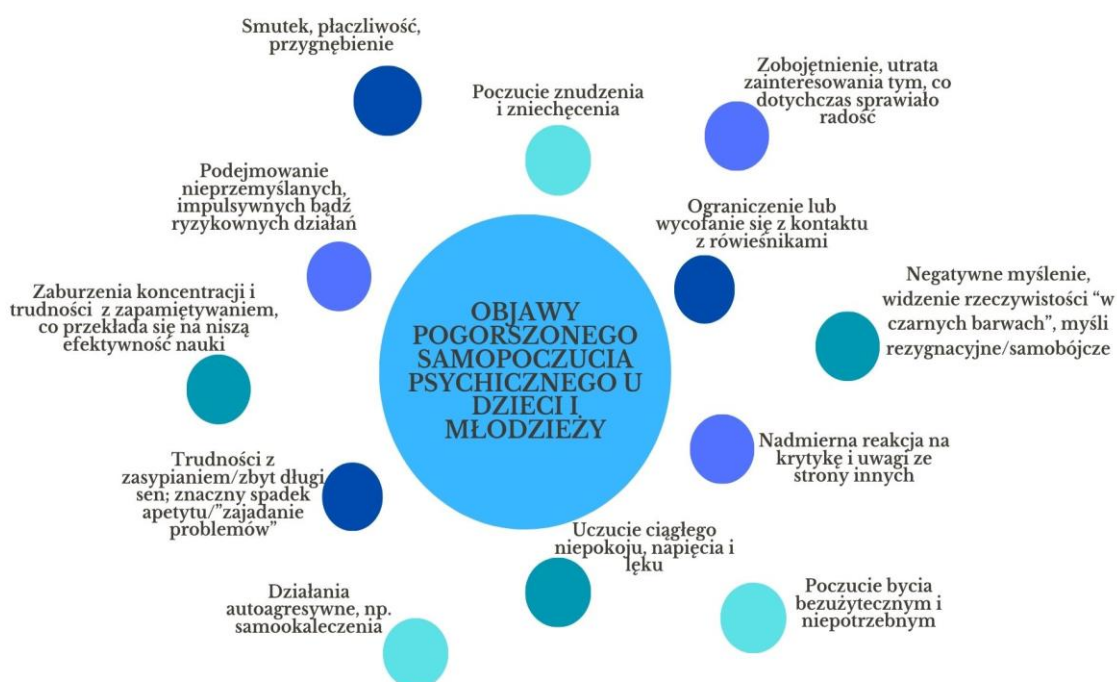 Smutek, płaczliwość,
przygnębienie
Poczucie znudzenia
i zniechęcenia
Zobojętnienie, utrata
zainteresowania tym, co
dotychczas sprawiało
radość
Podejmowanie
nieprzemyślanych,
impulsywnych bądź
ryzykownych działań
Ograniczenie lub
wycofanie się z kontaktu
z rówieśnikami
Zaburzenia koncentracji i
trudności z zapamiętywaniem,
co przekłada się na niszą
efektywność nauki
OBJAWY
POGORSZONEGO
SAMOPOCZUCIA
PSYCHICZNEGO U
DZIECI I
MŁODZIEŻY
Negatywne myślenie,
widzenie rzeczywistości “w
czarnych barwach”, myśli
rezygnacyjne/samobójcze
Trudności z
zasypianiem/zbyt długi
sen; znaczny spadek
apetytu/”zajadanie
problemów”
Nadmierna reakcja na
krytykę i uwagi ze
strony innych
Uczucie ciągłego
niepokoju, napięcia i
lęku
Działania
autoagresywne, np.
samookaleczenia
Poczucie bycia
bezużytecznym i
niepotrzebnym